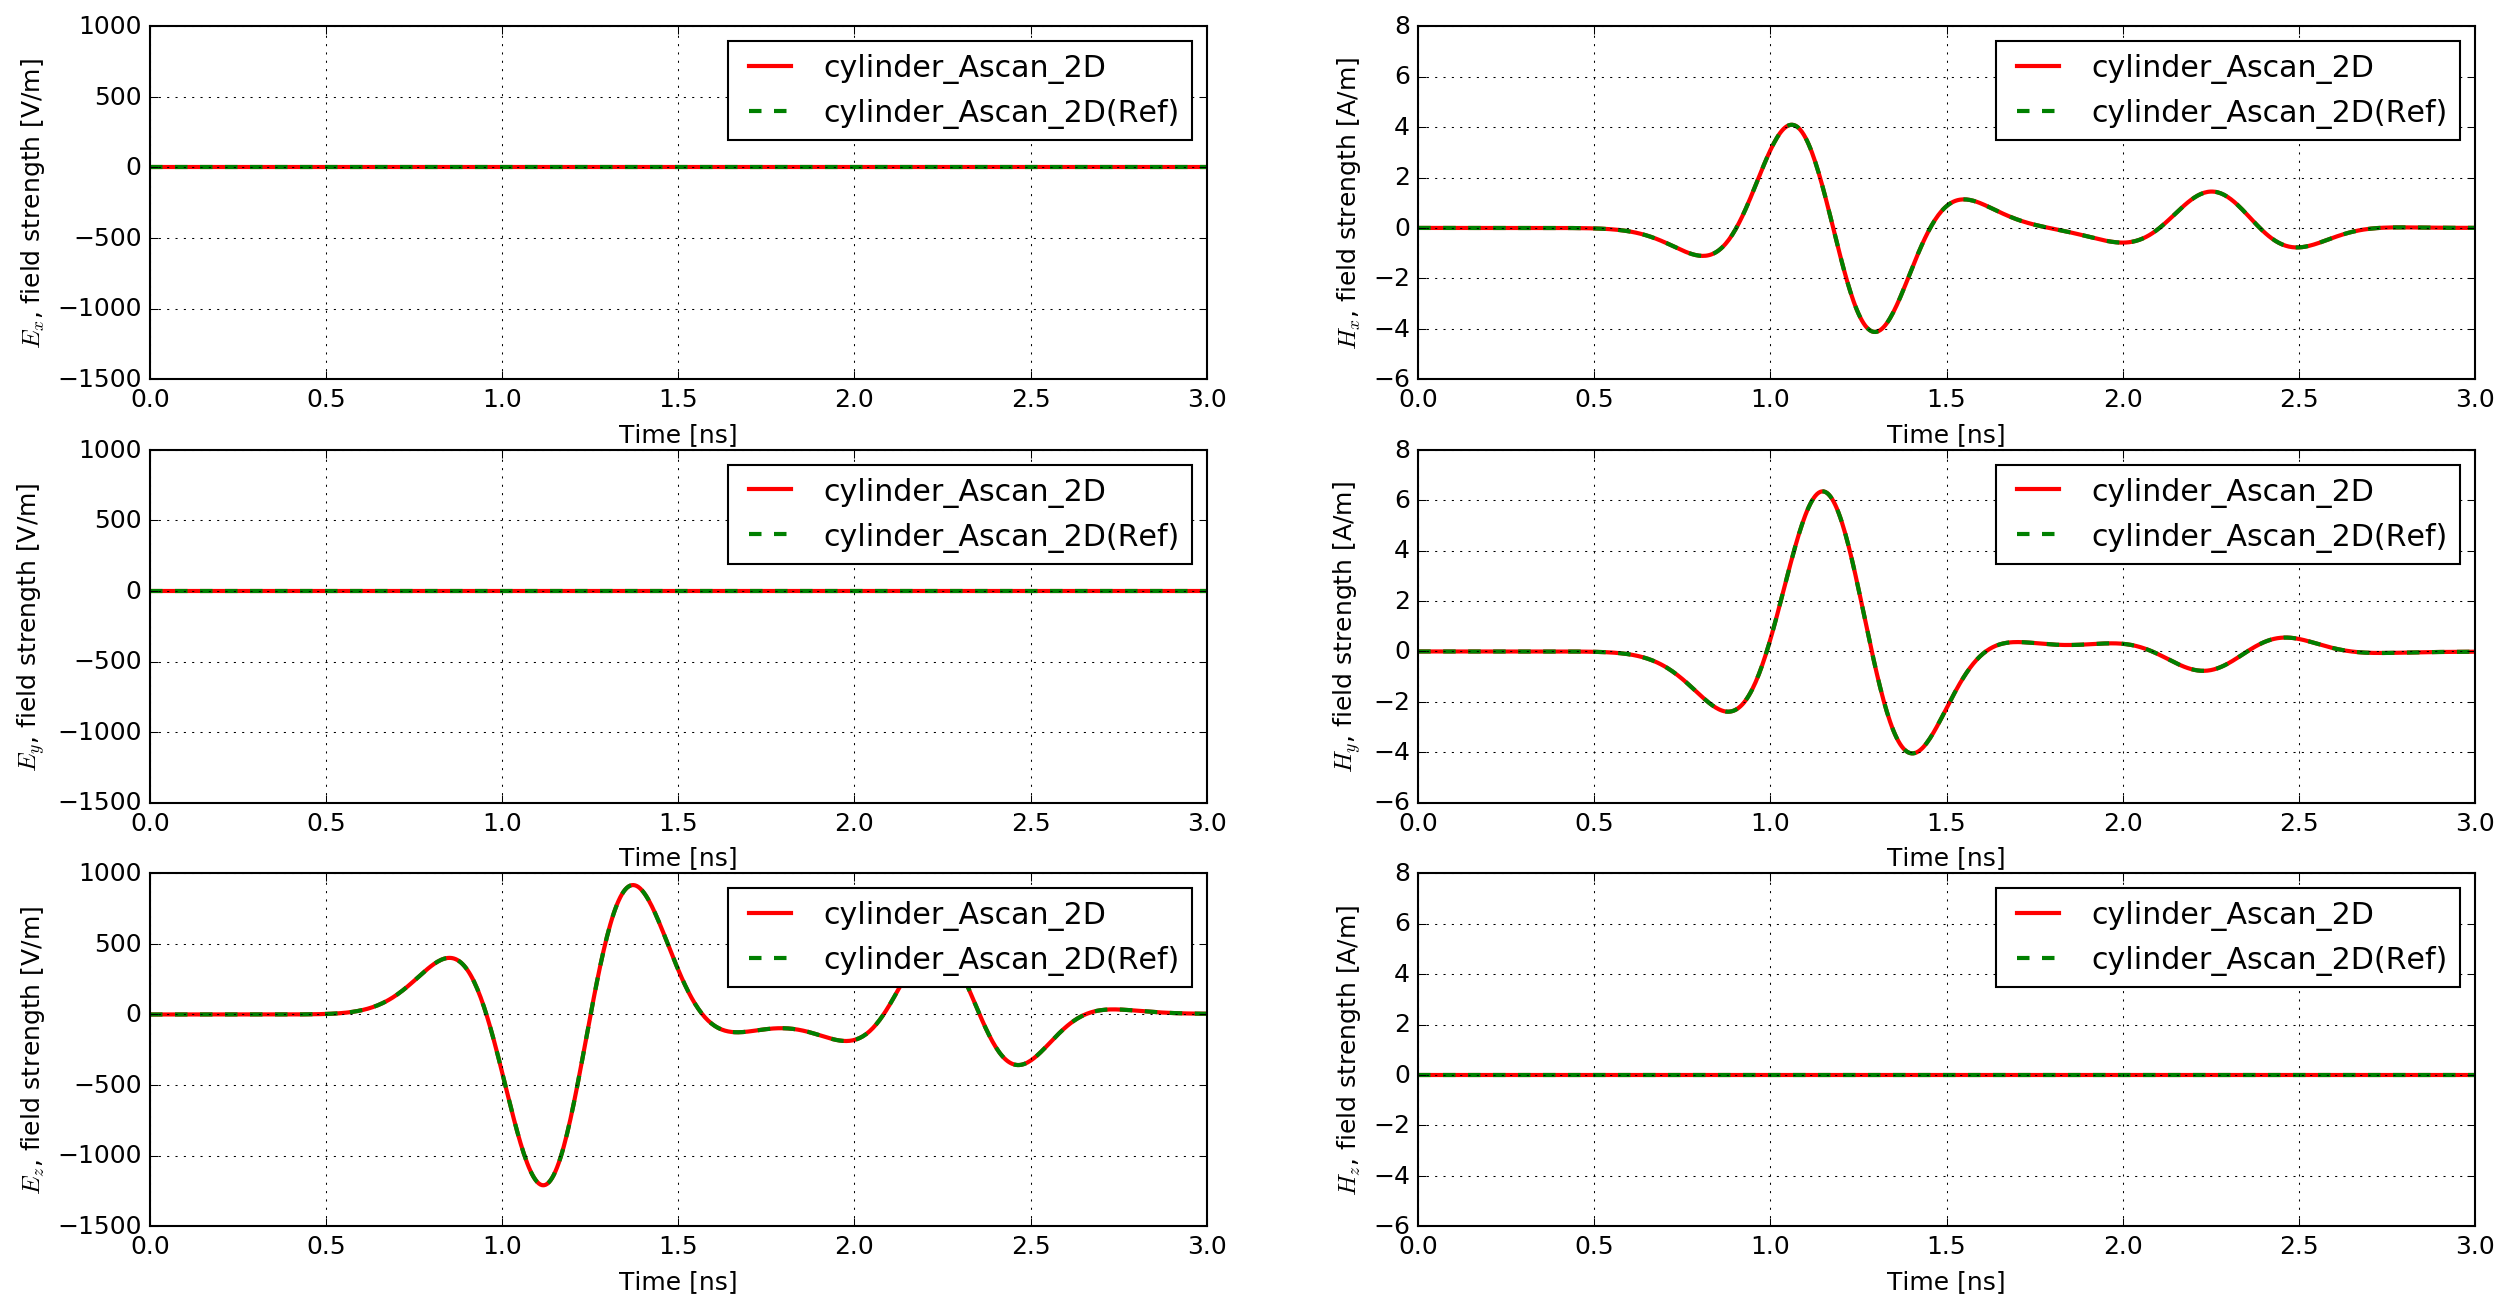 1000
500
0
−500
−1000
−1500
0.0 0.5 1.0 1.5 2.0 2.5 3.0
Time [ns]
Ex, field strength [V/m]
cylinder_Ascan_2D
cylinder_Ascan_2D(Ref)
8
6
4
2
0
−2
−4
−6
0.0 0.5 1.0 1.5 2.0 2.5 3.0
Time [ns]
Hx, field strength [A/m]
cylinder_Ascan_2D
cylinder_Ascan_2D(Ref)
1000
500
0
−500
−1000
−1500
0.0 0.5 1.0 1.5 2.0 2.5 3.0
Time [ns]
Ey, field strength [V/m]
cylinder_Ascan_2D
cylinder_Ascan_2D(Ref)
8
6
4
2
0
−2
−4
−6
0.0 0.5 1.0 1.5 2.0 2.5 3.0
Time [ns]
Hy, field strength [A/m]
cylinder_Ascan_2D
cylinder_Ascan_2D(Ref)
1000
500
0
−500
−1000
−1500
0.0 0.5 1.0 1.5 2.0 2.5 3.0
Time [ns]
Ez, field strength [V/m]
cylinder_Ascan_2D
cylinder_Ascan_2D(Ref)
8
6
4
2
0
−2
−4
−6
0.0 0.5 1.0 1.5 2.0 2.5 3.0
Time [ns]
Hz, field strength [A/m]
cylinder_Ascan_2D
cylinder_Ascan_2D(Ref)